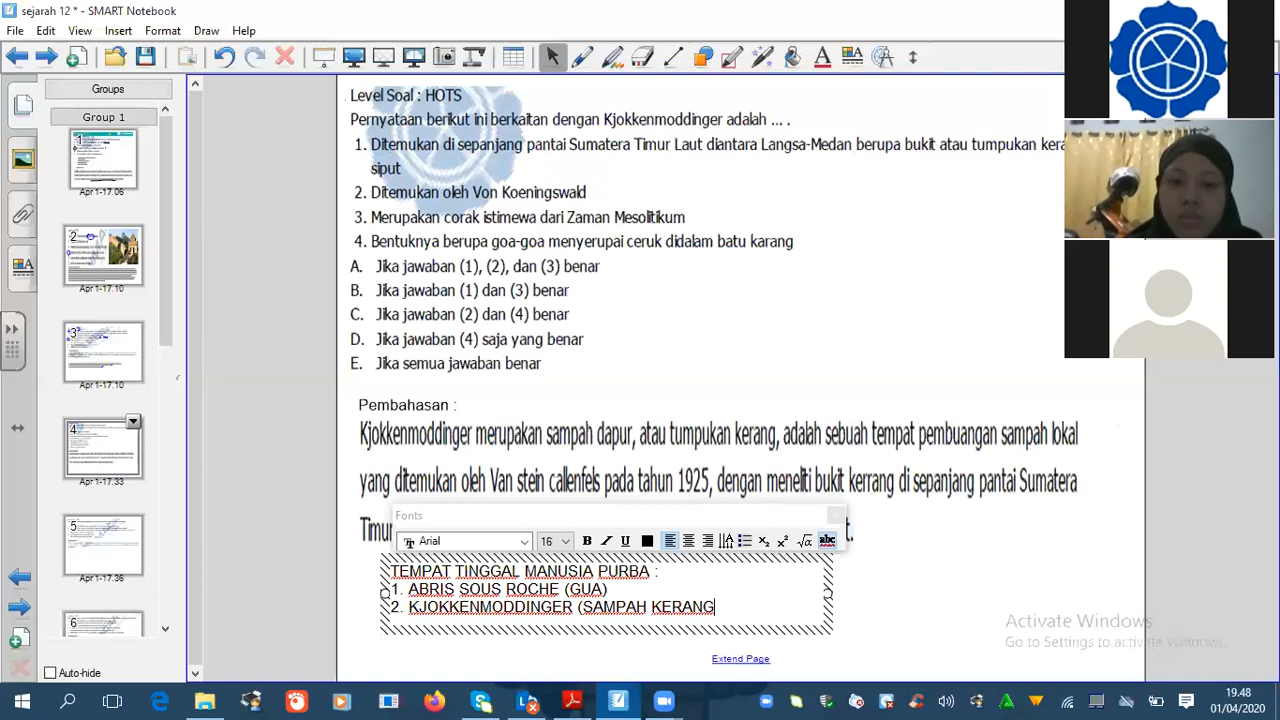 sejarah 12 * - SMART Notebook
File Edit View Insert Format Draw Help
Groups
Group 1
1
Apr 1-17.06
2
Apr 1-17.10
3
Apr 1-17.10
4
Apr 1-17.33
5
Apr 1-17.36
6
Auto-hide
Level Soal : HOTS
Pernyataan berikut ini berkaitan dengan Kjokkenmoddinger adalah ... .
1. Ditemukan di sepanjang pantai Sumatera Timur Laut diantara Langsa-Medan berupa bukit atau tumpukan
siput
2. Ditemukan oleh Von Koeningswald
3. Merupakan corak istimewa dari Zaman Mesolitikum
4. Bentuknya berupa goa-goa menyerupai ceruk didalam batu karang
A. Jika jawaban (1), (2), dan (3) benar
B. Jika jawaban (1) dan (3) benar
C. Jika jawaban (2) dan (4) benar
D. Jika jawaban (4) saja yang benar
E. Jika semua jawaban benar
Pembahasan :
Kjokkenmoddinger merupakan sampah dapur, atau tumpukan kerang, adalah sebuah tempat pembuangan sampah lokal
yang ditemukan oleh Van stein callenfels pada tahun 1925, dengan meneliti bukit kerrang di sepanjang pantai Sumatera
Fonts
Arial 16 B I U abc
TEMPAT TINGGAL MANUSIA PURBA :
1. ABRIS SOUS ROCHE (GUA)
2. KJOKKENMODDINGER (SAMPAH KERANG
Extend Page
Activate Windows
Go to Settings to activate Windows.
19.48
01/04/2020